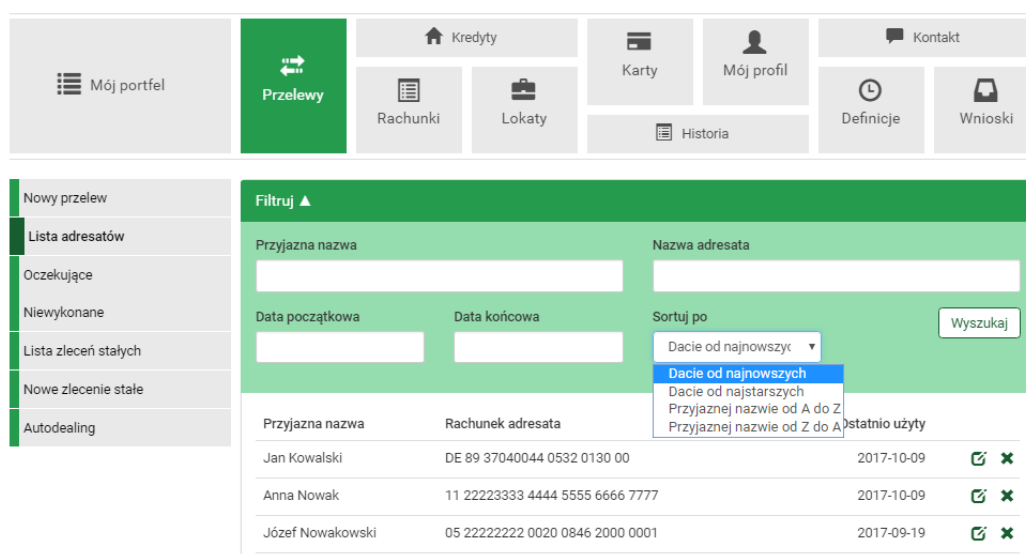 Mój portfel
Przelewy
Kredyty
Rachunki
Lokaty
Karty
Mój profil
Historia
Kontakt
Definicje
Wnioski
Nowy przelew
Lista adresatów
Oczekujące
Niewykonane
Lista zleceń stałych
Nowe zlecenie stałe
Autodealing
Filtruj ▲
Przyjazna nazwa Nazwa adresata
Data początkowa Data końcowa Sortuj po
Wyszukaj
Dacie od najnowszyc
Dacie od najnowszych
Dacie od najstarszych
Przyjaznej nazwie od A do Z
Przyjaznej nazwie od Z do A
Przyjazna nazwa Rachunek adresata Ostatnio użyty
Jan Kowalski DE 89 37040044 0532 0130 00 2017-10-09
Anna Nowak 11 22223333 4444 5555 6666 7777 2017-10-09
Józef Nowakowski 05 22222222 0020 0846 2000 0001 2017-09-19